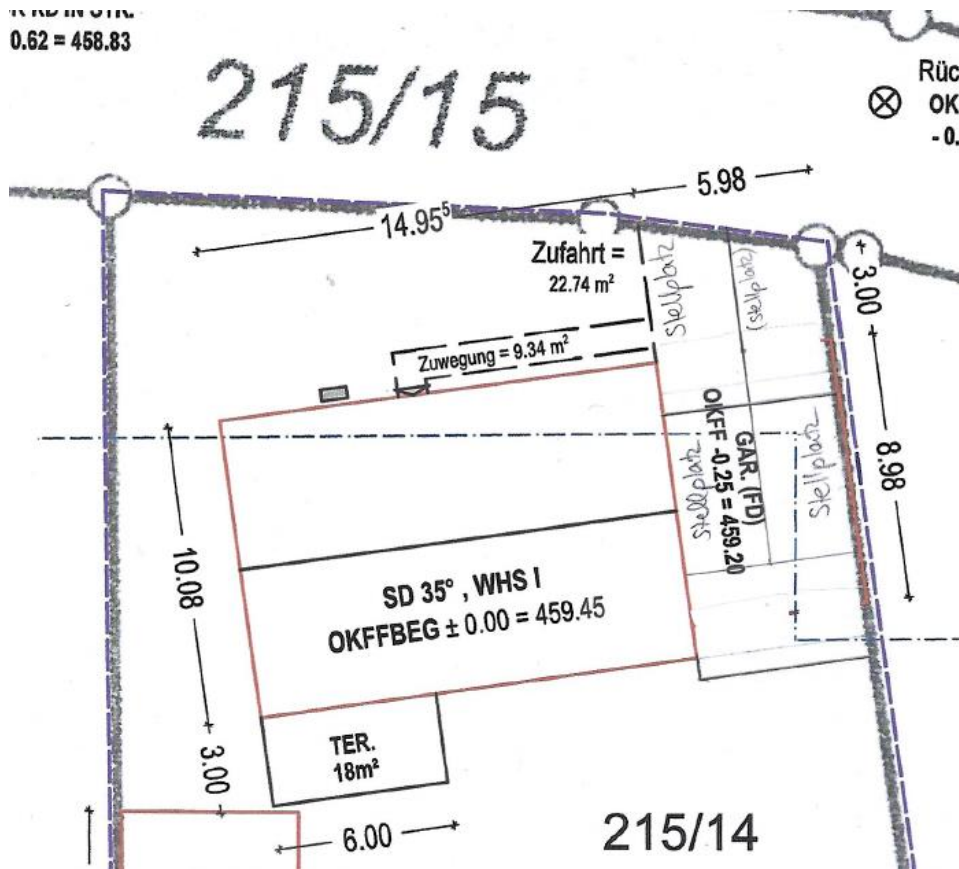 0.62 = 458.83
215/15
Rüc
OK
- 0.
5.98
14.95⁵
Zufahrt =
22.74 m²
Stellplatz
(Stellplatz)
3.00
Zuwegung = 9.34 m²
8.98
GAR. (FD)
OKFF -0.25 = 459.20
Stellplatz
Stellplatz
10.08
SD 35° , WHS I
OKFFBEG ± 0.00 = 459.45
3.00
TER.
18m²
6.00
215/14